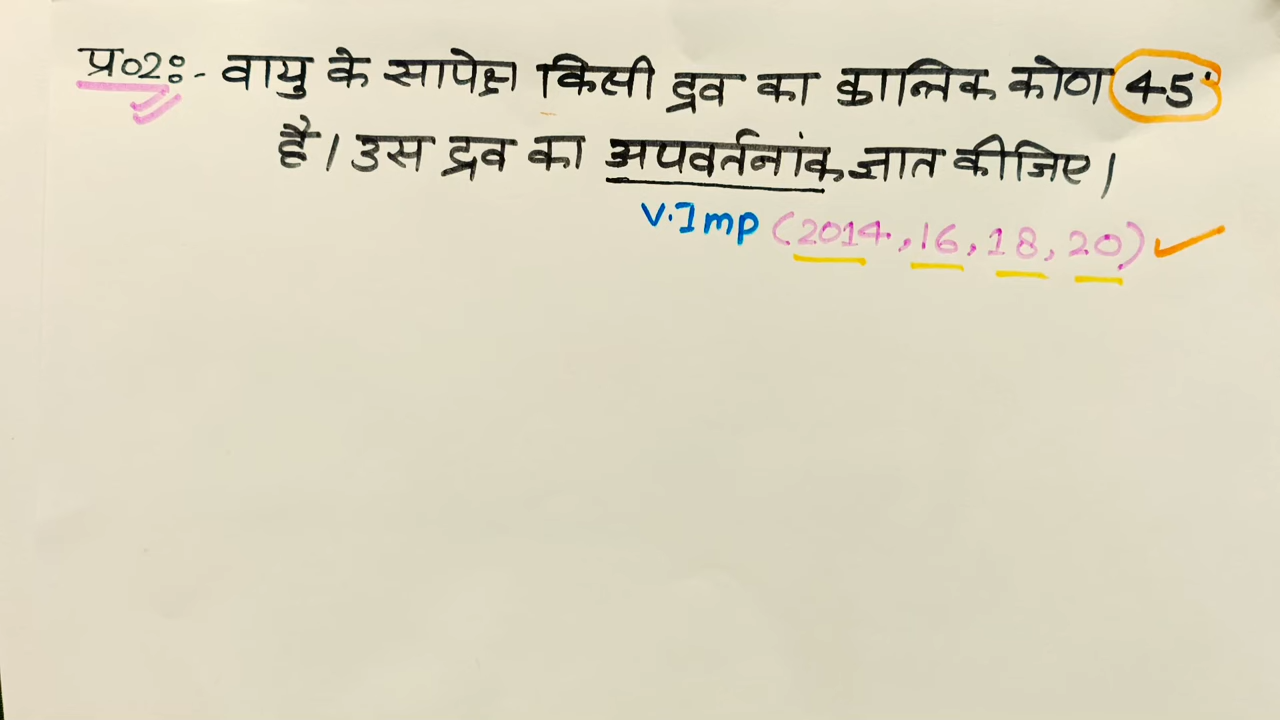 प्र०2ः- वायु के सापेक्ष किसी द्रव का क्रालिक कोण 45°
है। उस द्रव का अपवर्तनांक ज्ञात कीजिए।
V.Imp (2014, 16, 18, 20)